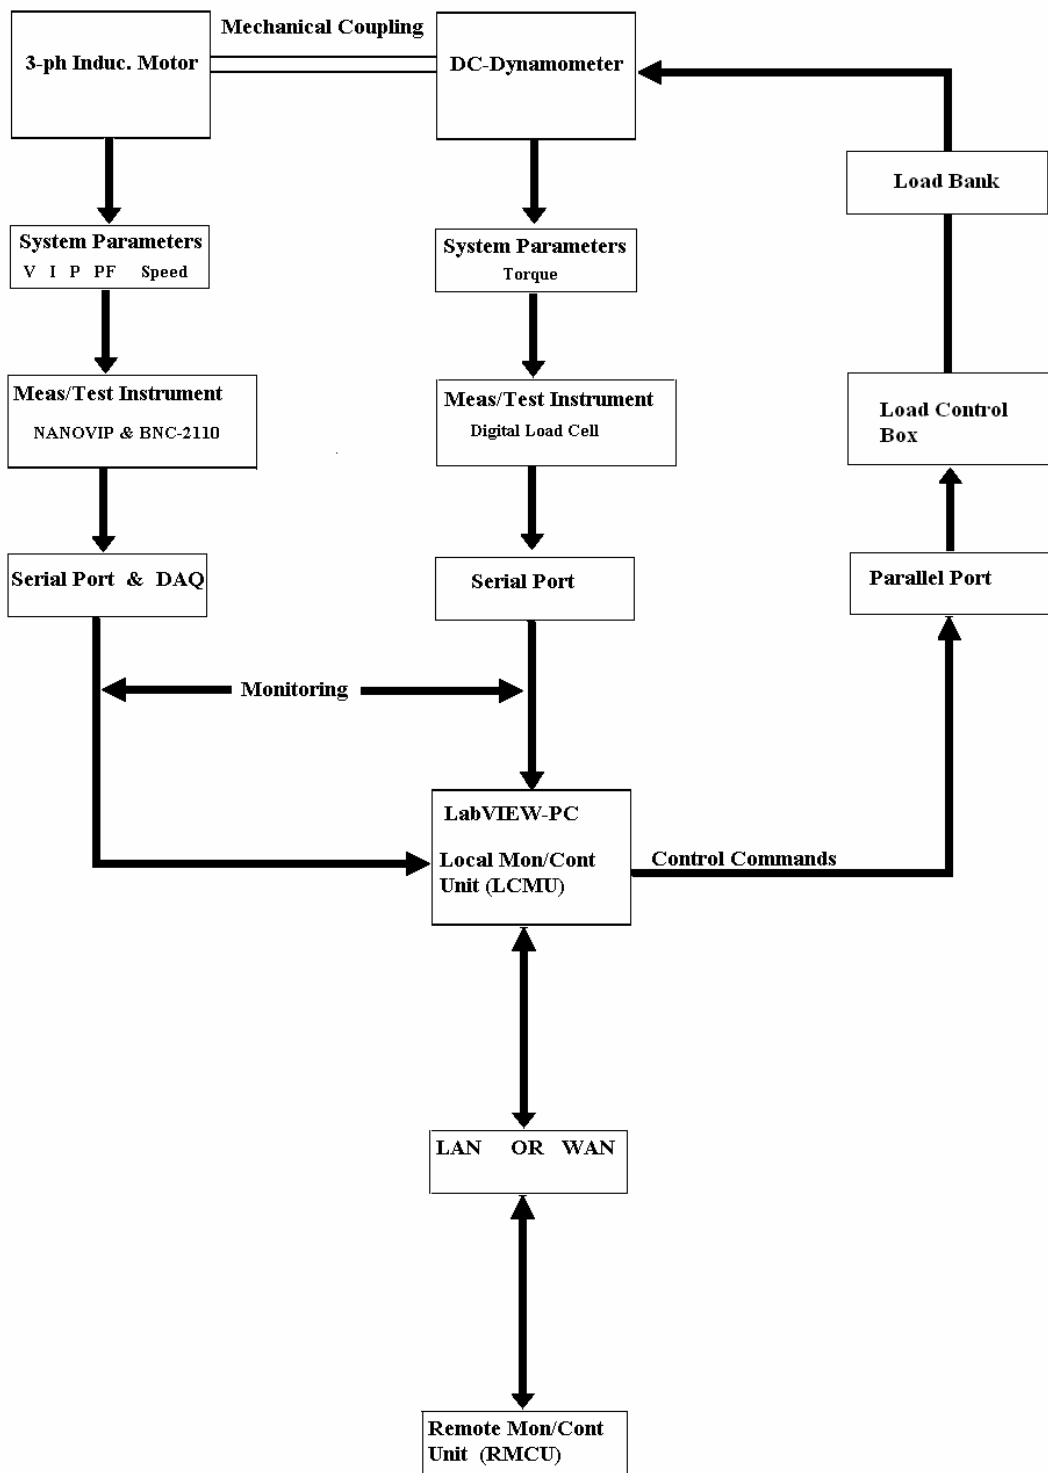 Mechanical Coupling
3-ph Induc. Motor
DC-Dynamometer
Load Bank
System Parameters
V I P PF Speed
System Parameters
Torque
Meas/Test Instrument
NANOVIP & BNC-2110
Meas/Test Instrument
Digital Load Cell
Load Control
Box
Serial Port & DAQ
Serial Port
Parallel Port
Monitoring
LabVIEW-PC
Local Mon/Cont
Unit (LCMU)
Control Commands
LAN OR WAN
Remote Mon/Cont
Unit (RMCU)